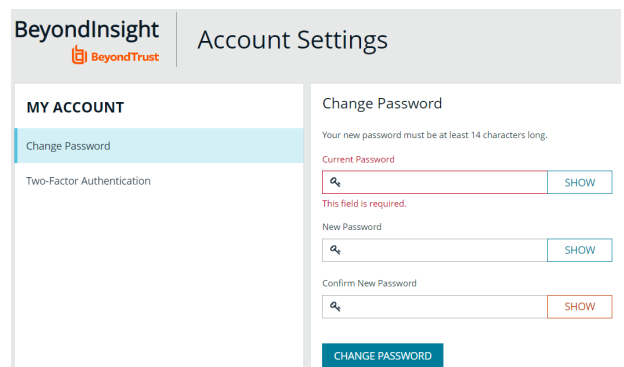 BeyondInsight
BeyondTrust
Account Settings
MY ACCOUNT
Change Password
Two-Factor Authentication
Change Password
Your new password must be at least 14 characters long.
Current Password
SHOW
This field is required.
New Password
SHOW
Confirm New Password
SHOW
CHANGE PASSWORD